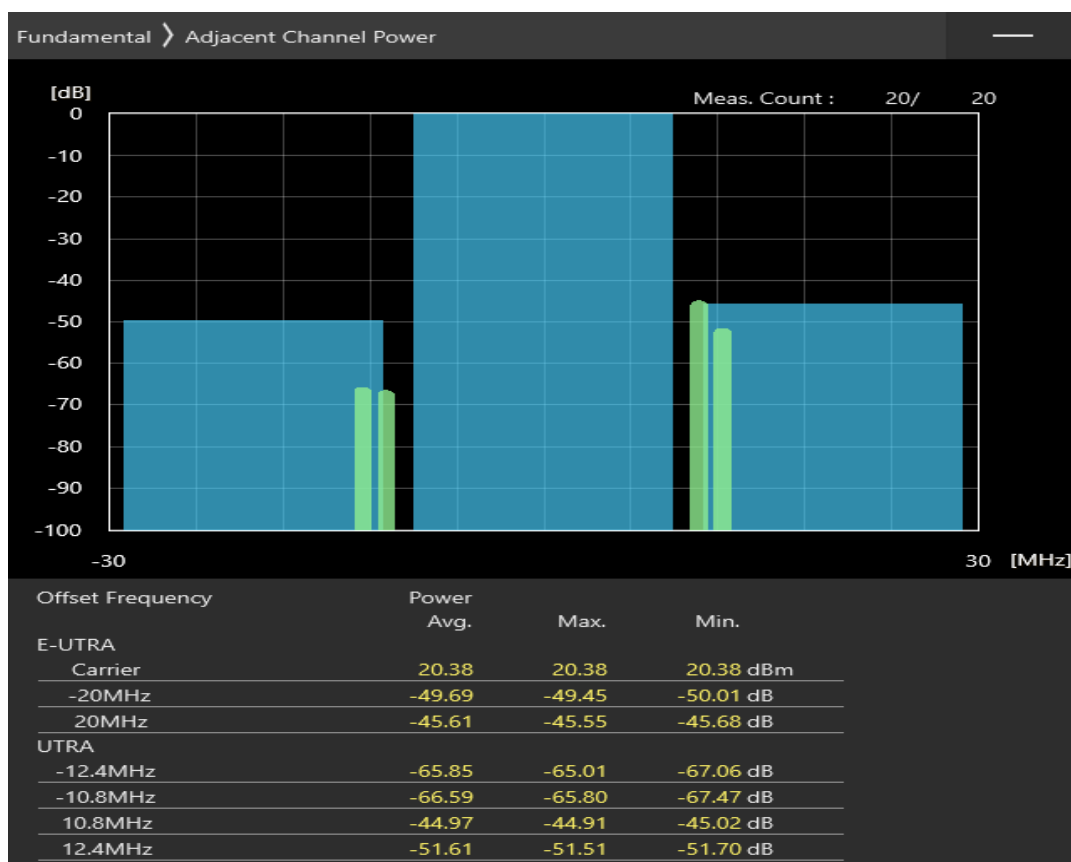 Fundamental ❯ Adjacent Channel Power
[dB]
Meas. Count : 20/ 20
0
-10
-20
-30
-40
-50
-60
-70
-80
-90
-100
-30 30 [MHz]
Offset Frequency Power
Avg. Max. Min.
E-UTRA
Carrier 20.38 20.38 20.38 dBm
-20MHz -49.69 -49.45 -50.01 dB
20MHz -45.61 -45.55 -45.68 dB
UTRA
-12.4MHz -65.85 -65.01 -67.06 dB
-10.8MHz -66.59 -65.80 -67.47 dB
10.8MHz -44.97 -44.91 -45.02 dB
12.4MHz -51.61 -51.51 -51.70 dB